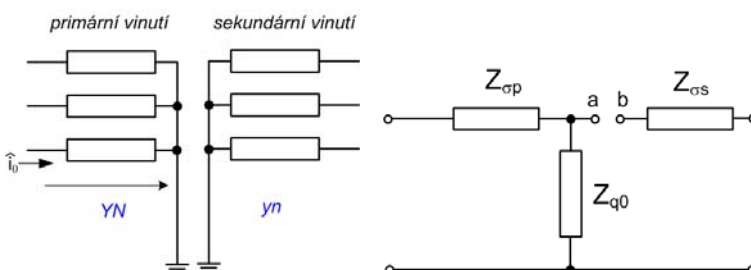 primární vinutí
sekundární vinutí
î₀
YN
yn
Zσp
a
b
Zσs
Zq0